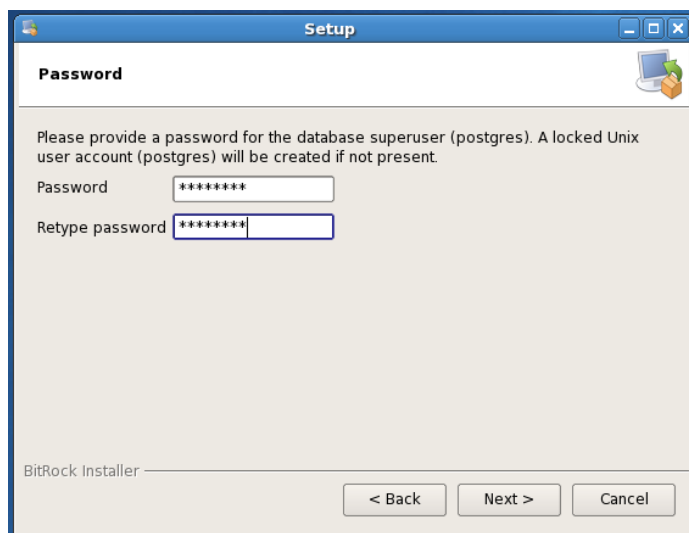 Setup
Password
Please provide a password for the database superuser (postgres). A locked Unix
user account (postgres) will be created if not present.
Password ********
Retype password ********
BitRock Installer
< Back Next > Cancel